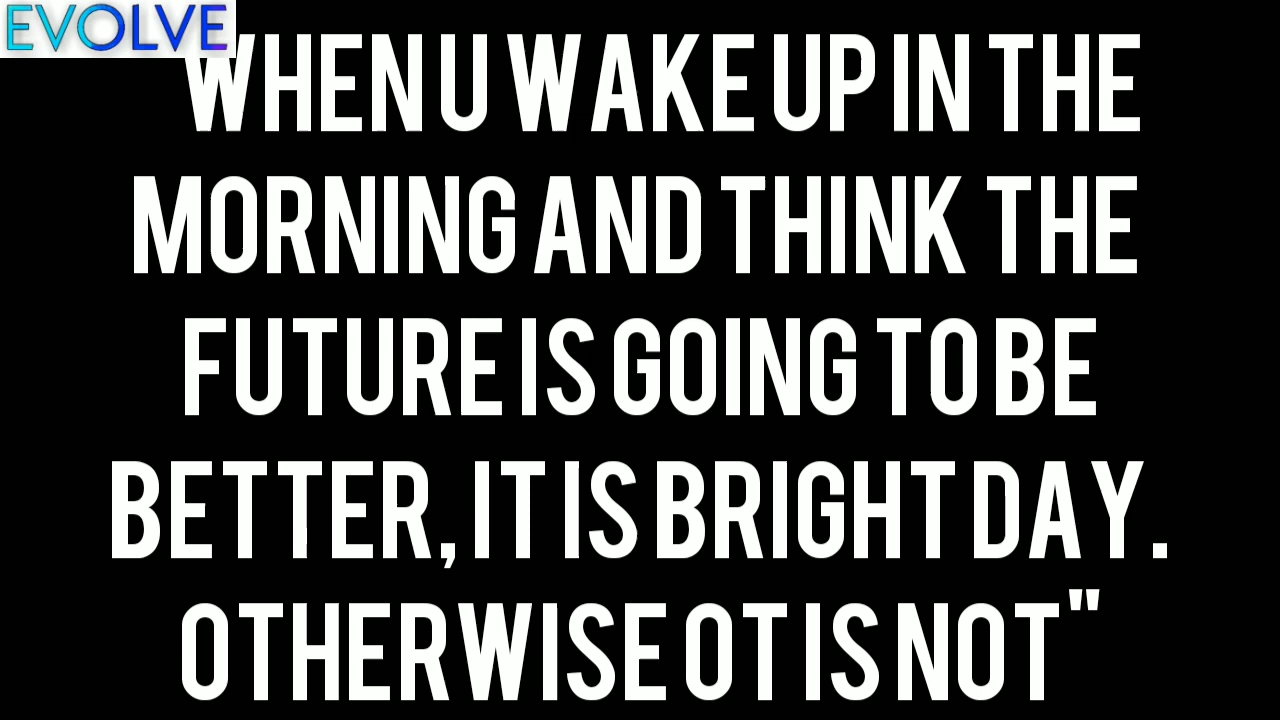 EVOLVE
WHEN U WAKE UP IN THE
MORNING AND THINK THE
FUTURE IS GOING TO BE
BETTER, IT IS BRIGHT DAY.
OTHERWISE OT IS NOT"